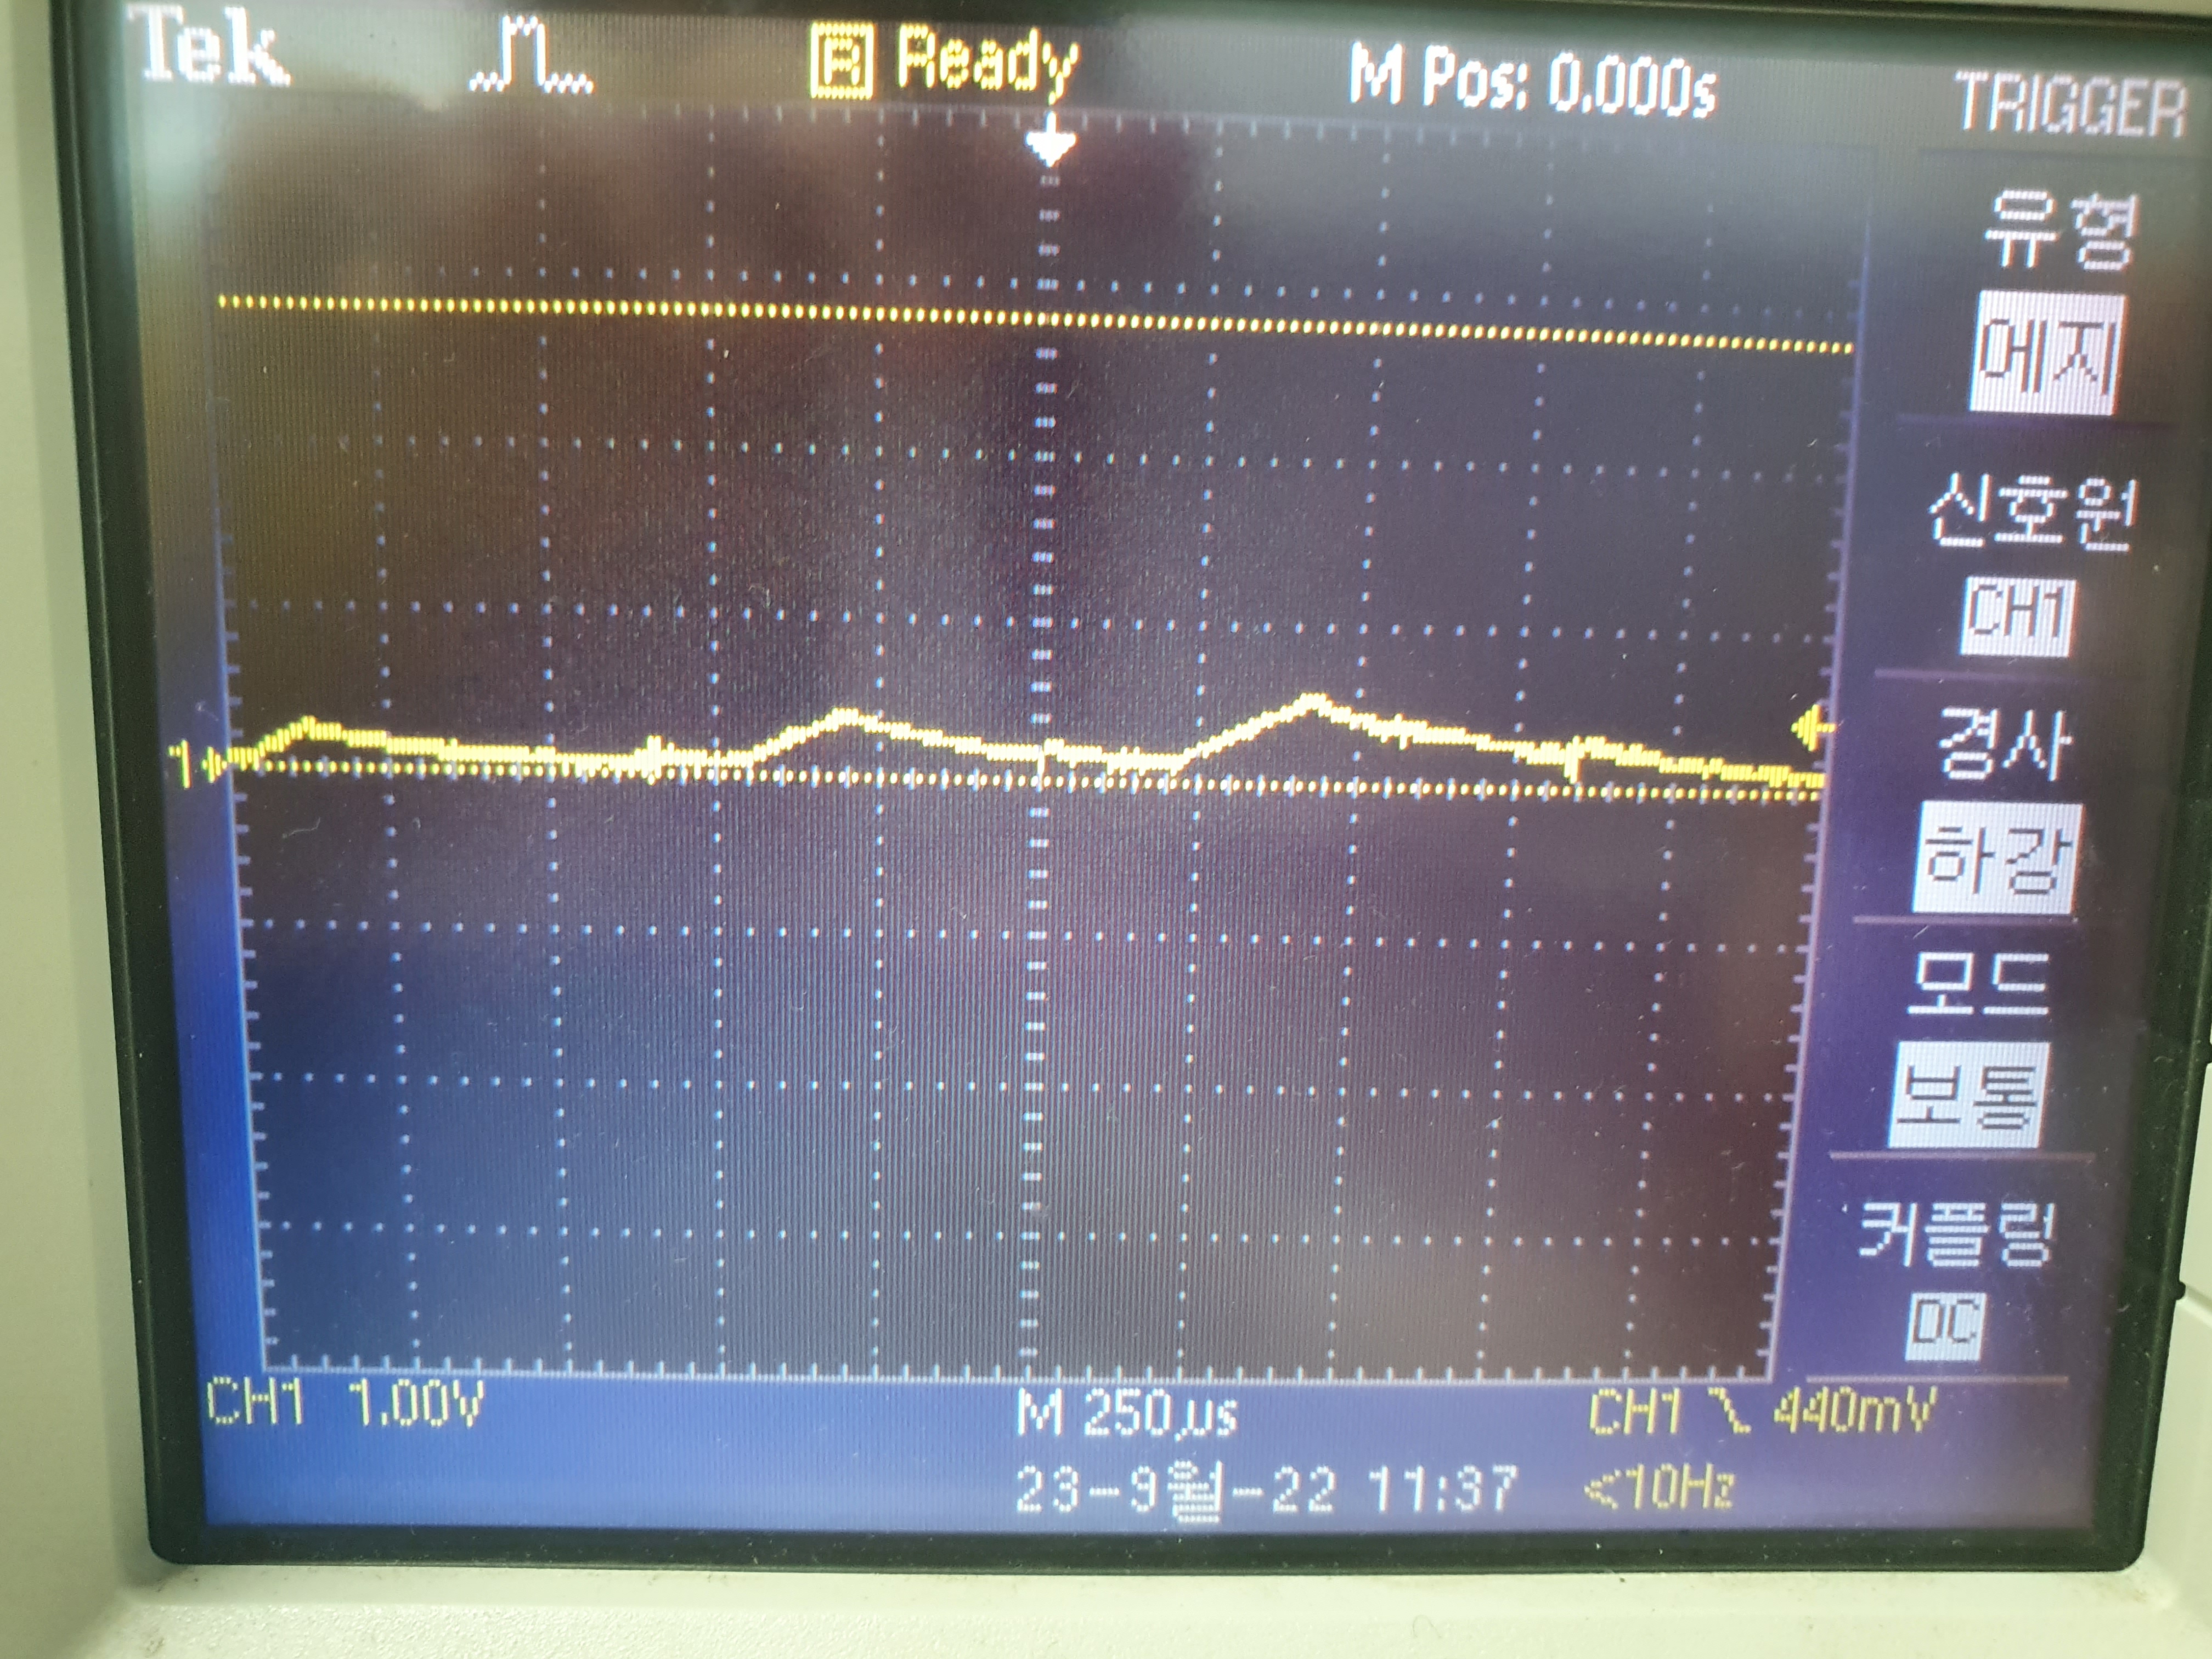 Tek R Ready M Pos: 0.000s TRIGGER
유형
에지
신호원
CH1
경사
하강
모드
보통
커플링
DC
1
CH1 1.00V M 250µs CH1 440mV
23-9월-22 11:37 <10Hz